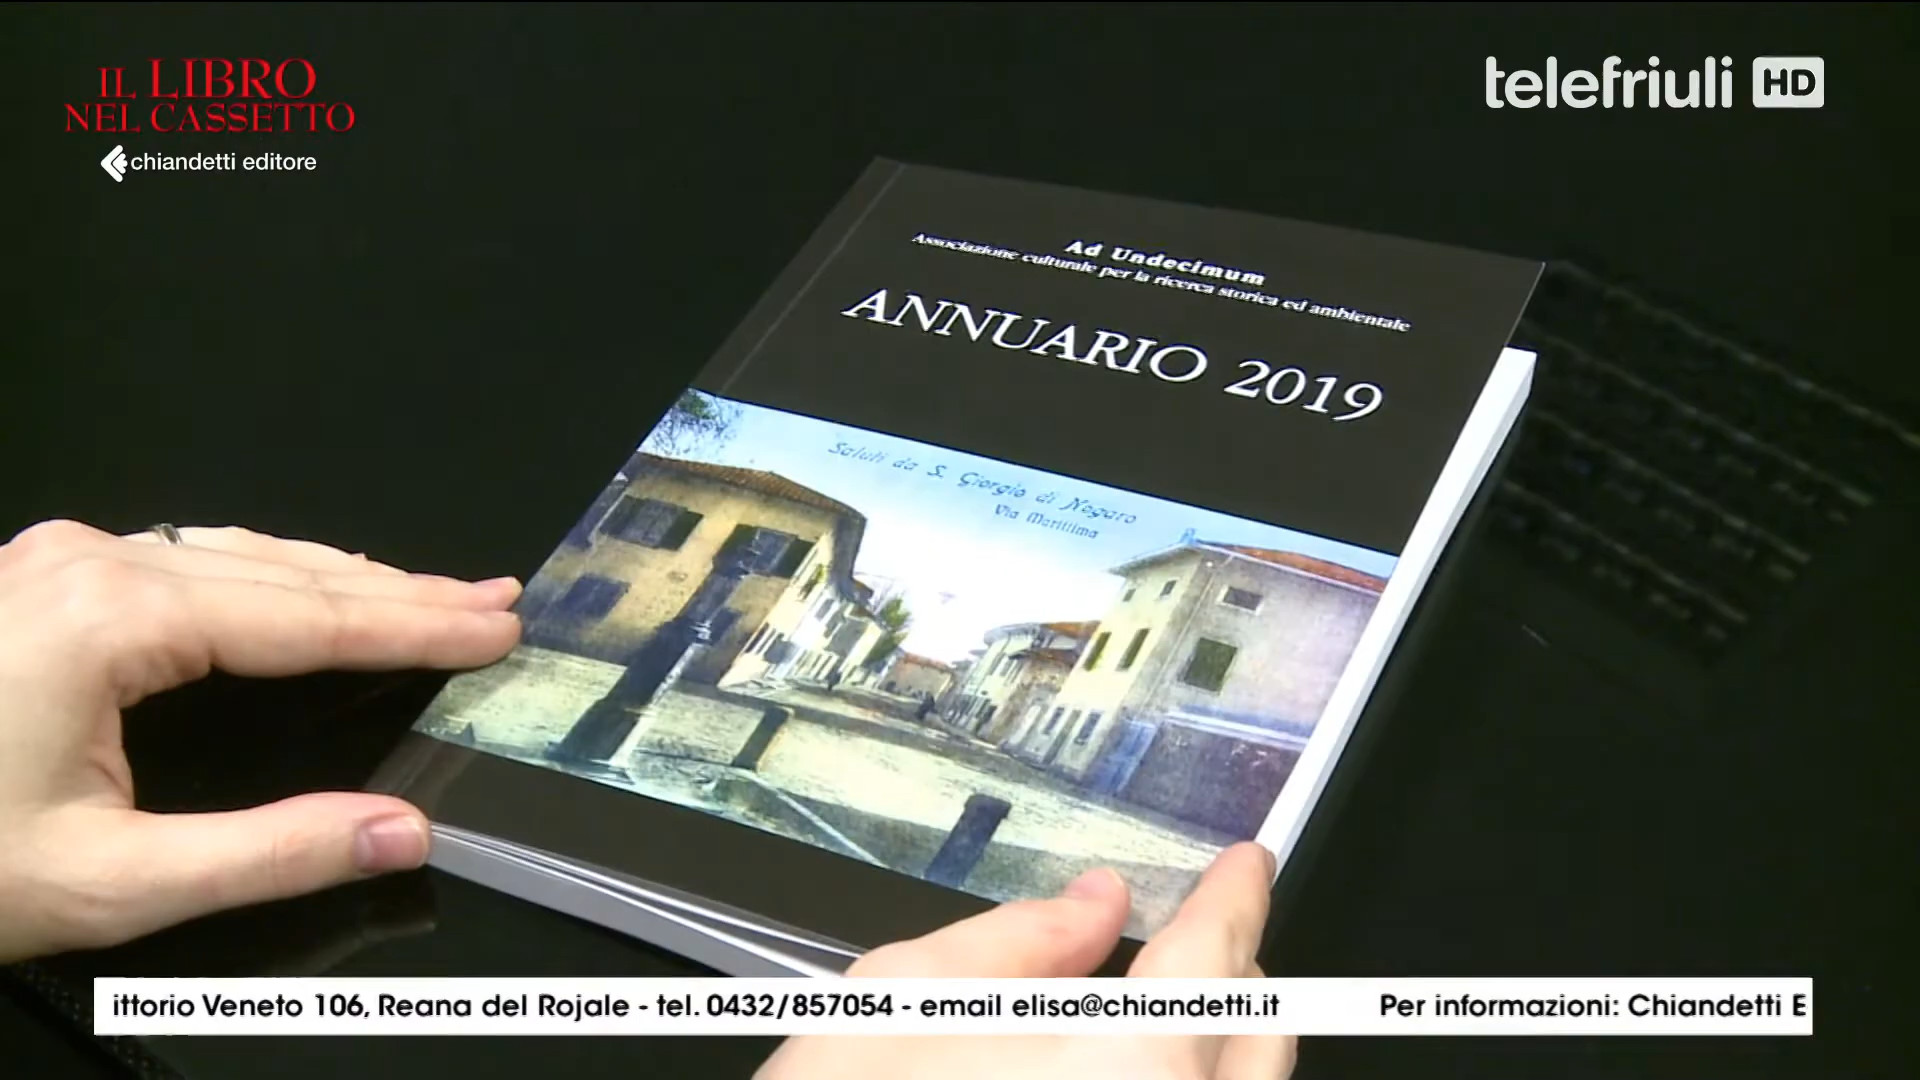 IL LIBRO
NEL CASSETTO
chiandetti editore
telefriuli HD
Ad Undecimum
Associazione culturale per la ricerca storica ed ambientale
ANNUARIO 2019
Saluti da S. Giorgio di Nogaro
Via Marittima
ittorio Veneto 106, Reana del Rojale - tel. 0432/857054 - email elisa@chiandetti.it Per informazioni: Chiandetti E